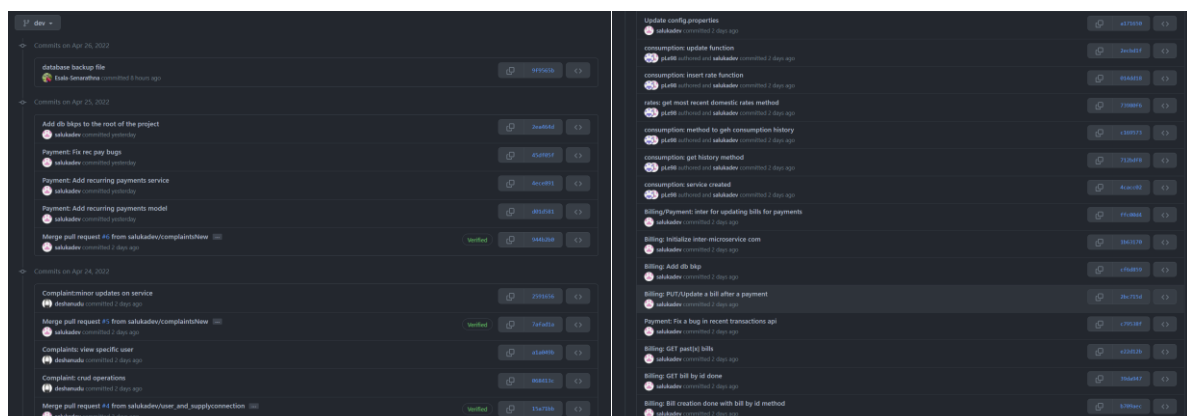 dev
Commits on Apr 26, 2022
database backup file
Esala-Senarathna committed 8 hours ago
Commits on Apr 25, 2022
Add db bkps to the root of the project
salukadev committed yesterday
Payment: Fix rec pay bugs
salukadev committed yesterday
Payment: Add recurring payments service
salukadev committed yesterday
Payment: Add recurring payments model
salukadev committed yesterday
Merge pull request #6 from salukadev/complaintsNew
Verified
salukadev committed 2 days ago
Commits on Apr 24, 2022
Complaint:minor updates on service
deshanudu committed 2 days ago
Merge pull request #5 from salukadev/complaintsNew
Verified
salukadev committed 2 days ago
Complaints: view specific user
deshanudu committed 2 days ago
Complaint: crud operations
deshanudu committed 2 days ago
Merge pull request #4 from salukadev/user_and_supplyconnection
Verified
salukadev committed 2 days ago
Update config.properties
salukadev committed 2 days ago
consumption: update function
authored and salukadev committed 2 days ago
consumption: insert rate function
authored and salukadev committed 2 days ago
rates: get most recent domestic rates method
authored and salukadev committed 2 days ago
consumption: method to geh consumption history
authored and salukadev committed 2 days ago
consumption: get history method
authored and salukadev committed 2 days ago
consumption: service created
authored and salukadev committed 2 days ago
Billing/Payment: inter for updating bills for payments
salukadev committed 2 days ago
Billing: Initialize inter-microservice com
salukadev committed 2 days ago
Billing: Add db bkp
salukadev committed 2 days ago
Billing: PUT/Update a bill after a payment
salukadev committed 2 days ago
Payment: Fix a bug in recent transactions api
salukadev committed 2 days ago
Billing: GET past(x) bills
salukadev committed 2 days ago
Billing: GET bill by id done
salukadev committed 2 days ago
Billing: Bill creation done with bill by id method
salukadev committed 2 days ago